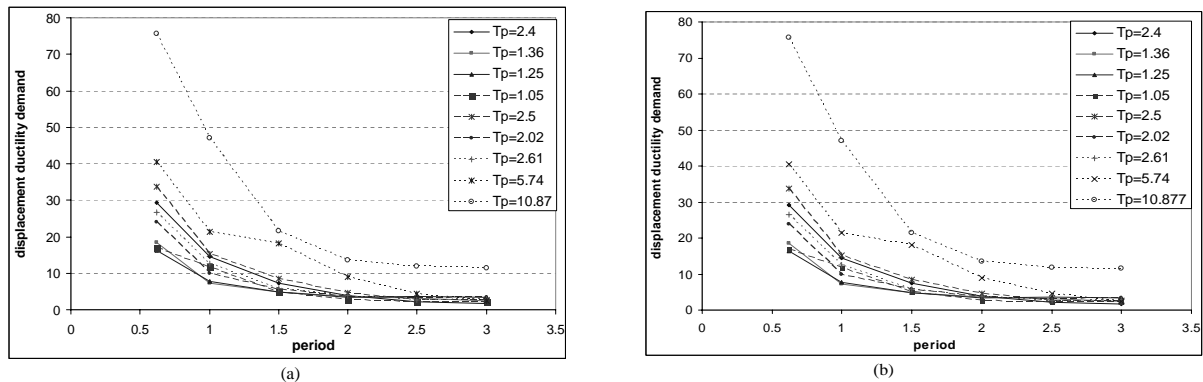 80
70
60
50
40
30
20
10
0
displacement ductility demand
0
0.5
1
1.5
2
2.5
3
3.5
period
Tp=2.4
Tp=1.36
Tp=1.25
Tp=1.05
Tp=2.5
Tp=2.02
Tp=2.61
Tp=5.74
Tp=10.87
(a)
80
70
60
50
40
30
20
10
0
displacement ductility demand
0
0.5
1
1.5
2
2.5
3
3.5
period
Tp=2.4
Tp=1.36
Tp=1.25
Tp=1.05
Tp=2.5
Tp=2.02
Tp=2.61
Tp=5.74
Tp=10.877
(b)